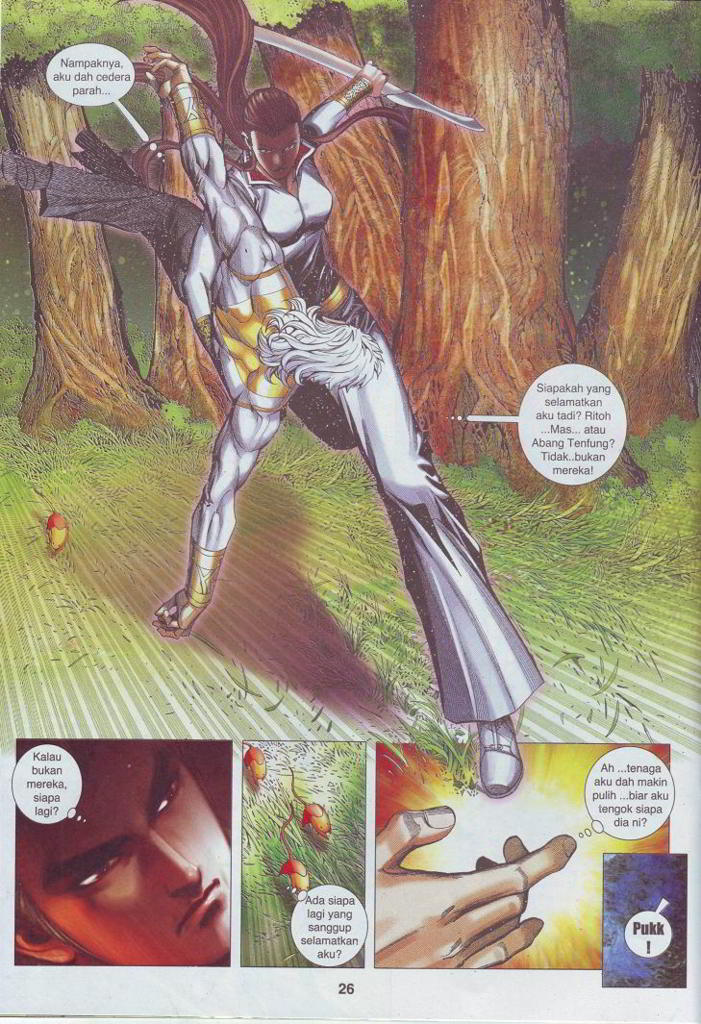 Nampaknya,
aku dah cedera
parah...
Siapakah yang
selamatkan
aku tadi? Ritoh
...Mas... atau
Abang Tenfung?
Tidak..bukan
mereka!
Kalau
bukan
mereka,
siapa
lagi?
Ada siapa
lagi yang
sanggup
selamatkan
aku?
Ah ...tenaga
aku dah makin
pulih ...biar aku
tengok siapa
dia ni?
Pukk
!
26